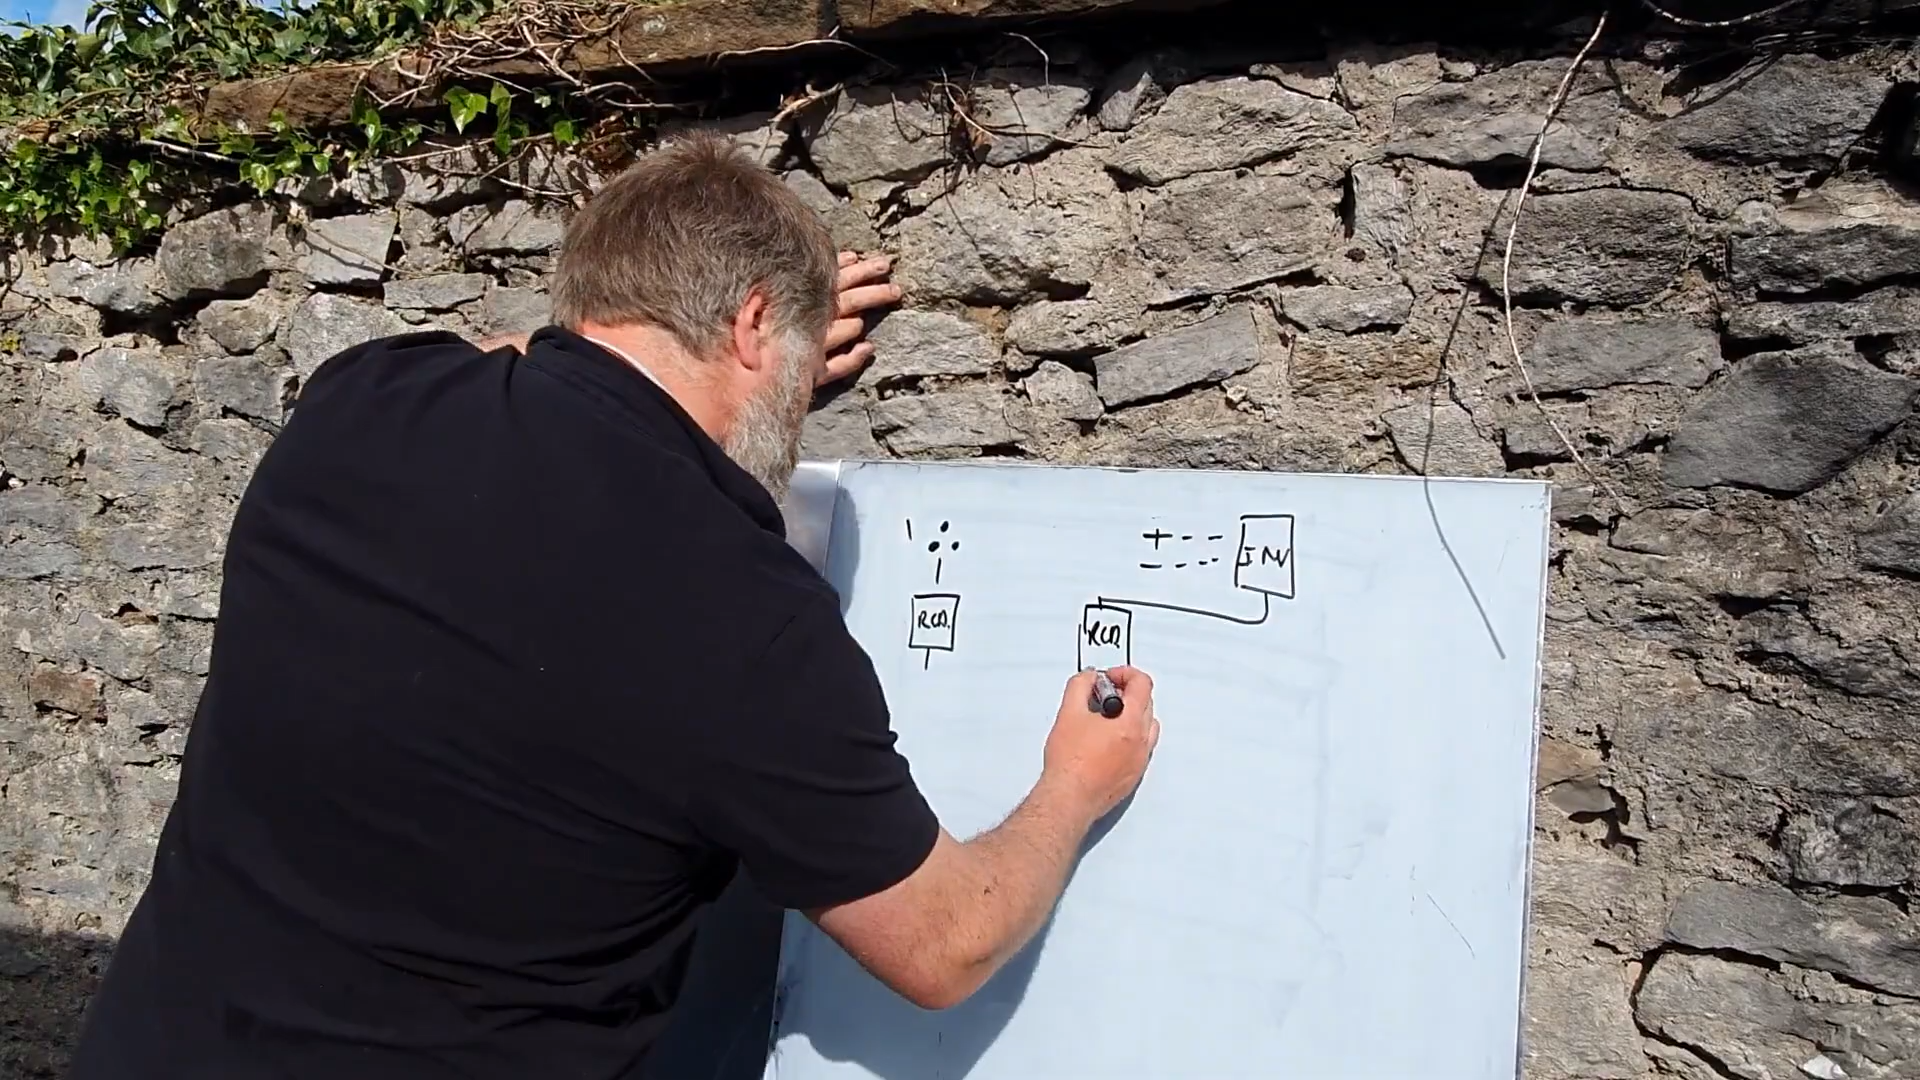 + - -
- - - -
INV
RCD.
RCD